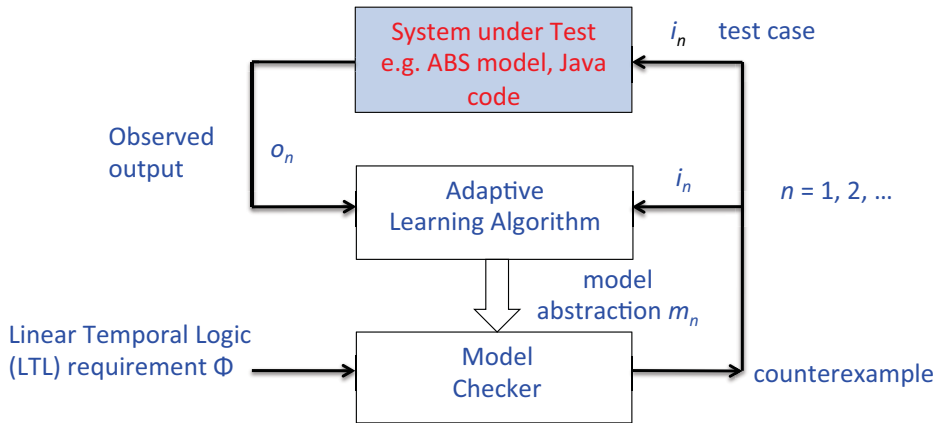 System under Test
e.g. ABS model, Java
code
i_n test case
Observed
output
o_n
Adaptive
Learning Algorithm
i_n
n = 1, 2, …
model
abstraction m_n
Linear Temporal Logic
(LTL) requirement Φ
Model
Checker
counterexample